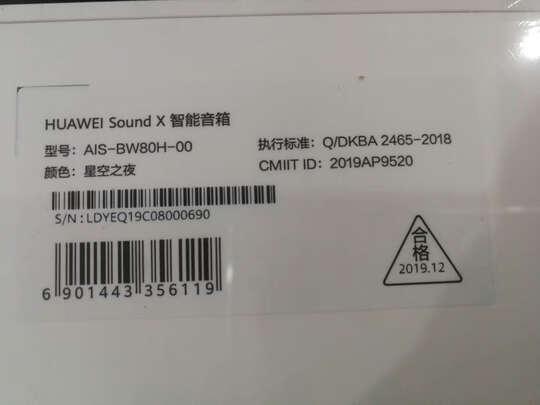 HUAWEI Sound X 智能音箱
型号：AIS-BW80H-00
执行标准：Q/DKBA 2465-2018
颜色：星空之夜
CMIIT ID：2019AP9520
S/N：LDYEQ19C08000690
合格
2019.12
6 901443 356119